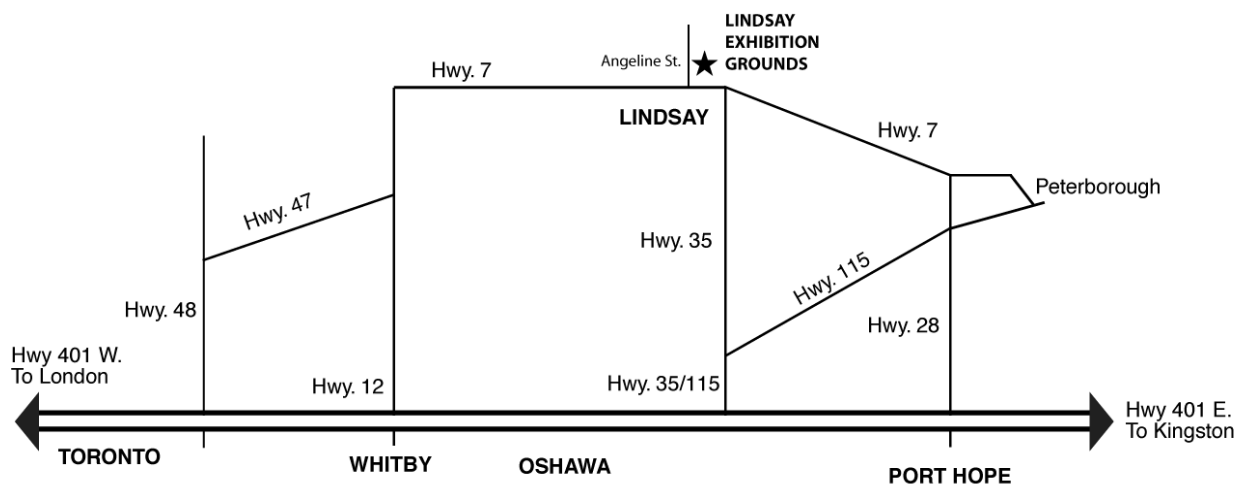 LINDSAY
EXHIBITION
GROUNDS
Angeline St.
Hwy. 7
LINDSAY
Hwy. 7
Peterborough
Hwy. 47
Hwy. 35
Hwy. 115
Hwy. 48
Hwy. 28
Hwy 401 W.
To London
Hwy. 12
Hwy. 35/115
Hwy 401 E.
To Kingston
TORONTO
WHITBY
OSHAWA
PORT HOPE